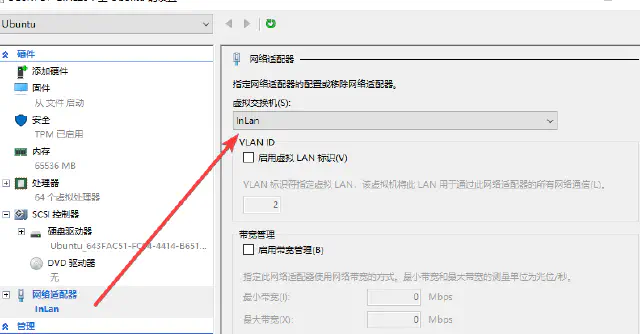 Ubuntu
硬件
添加硬件
固件
从 文件 启动
安全
TPM 已启用
内存
65536 MB
处理器
64 个虚拟处理器
SCSI 控制器
硬盘驱动器
DVD 驱动器
无
网络适配器
InLan
管理
网络适配器
指定网络适配器的配置或移除网络适配器。
虚拟交换机(S):
InLan
VLAN ID
启用虚拟 LAN 标识(V)
VLAN 标识符指定虚拟 LAN，该虚拟机将此 LAN 用于通过此网络适配器的所有网络通信(L)。
2
带宽管理
启用带宽管理(B)
指定此网络适配器使用网络带宽的方式。最小带宽和最大带宽的测量单位为兆位/秒。
最小带宽(I):
0 Mbps
最大带宽(X):
0 Mbps